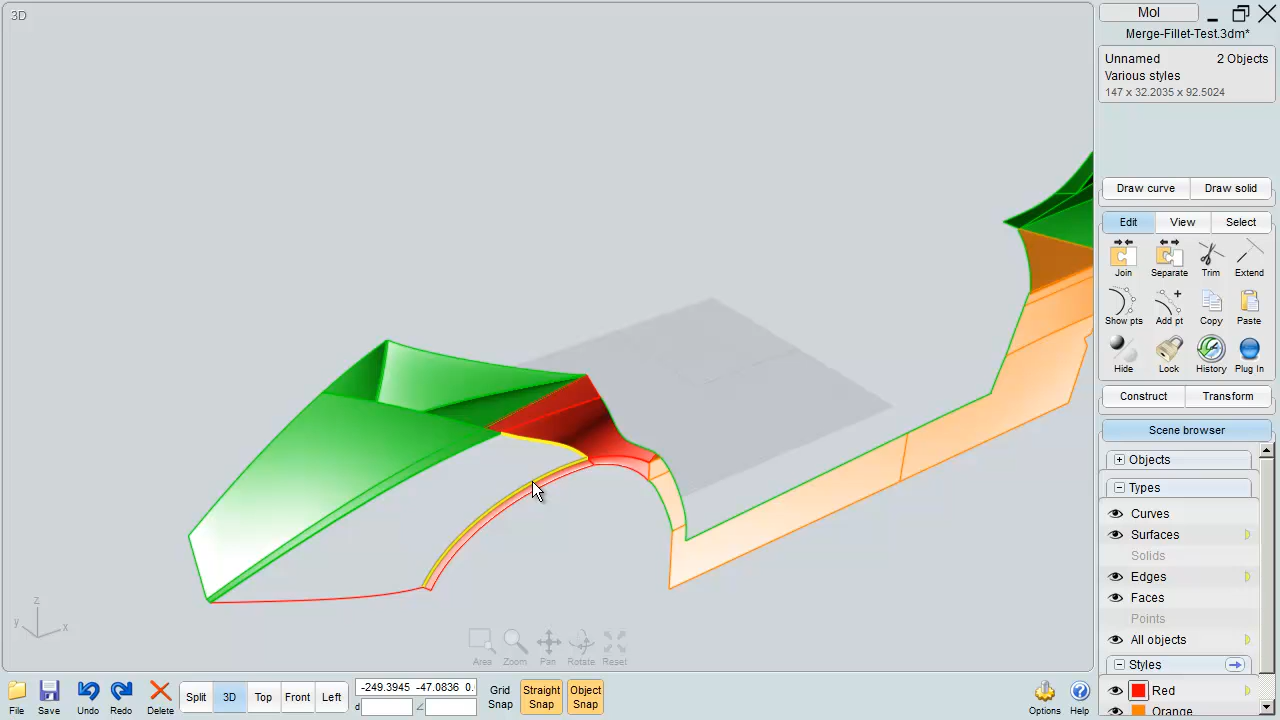 3D
MoI
Merge-Fillet-Test.3dm*
Unnamed 2 Objects
Various styles
147 x 32.2035 x 92.5024
Draw curve Draw solid
Edit View Select
Join Separate Trim Extend
Show pts Add pt Copy Paste
Hide Lock History Plug In
Construct Transform
Scene browser
Objects
Types
Curves
Surfaces
Solids
Edges
Faces
Points
All objects
Styles
Red
Orange
z
y
x
Area Zoom Pan Rotate Reset
File Save Undo Redo Delete
Split 3D Top Front Left
-249.3945 -47.0836 0.
d
Grid Snap
Straight Snap
Object Snap
Options Help